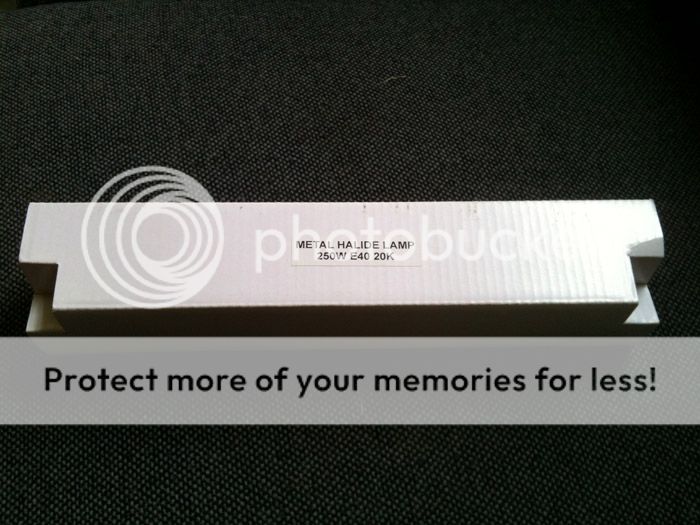 photobucket
METAL HALIDE LAMP
250W E40 20K
Protect more of your memories for less!